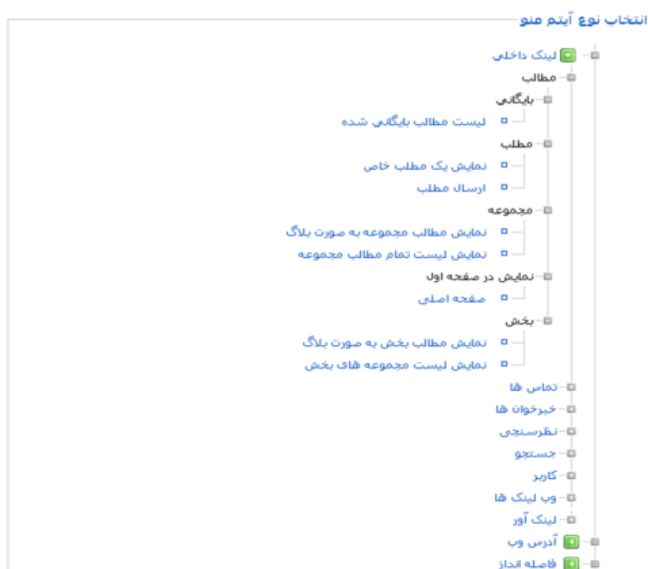 انتخاب نوع آیتم منو
لینک داخلی
مطالب
بایگانی
لیست مطالب بایگانی شده
مطلب
نمایش یک مطلب خاص
ارسال مطلب
مجموعه
نمایش مطالب مجموعه به صورت بلاگ
نمایش لیست تمام مطالب مجموعه
نمایش در صفحه اول
صفحه اصلی
بخش
نمایش مطالب بخش به صورت بلاگ
نمایش لیست مجموعه های بخش
تماس ها
خبرخوان ها
نظرسنجی
جستجو
کاربر
وب لینک ها
لینک آور
آدرس وب
فاصله انداز